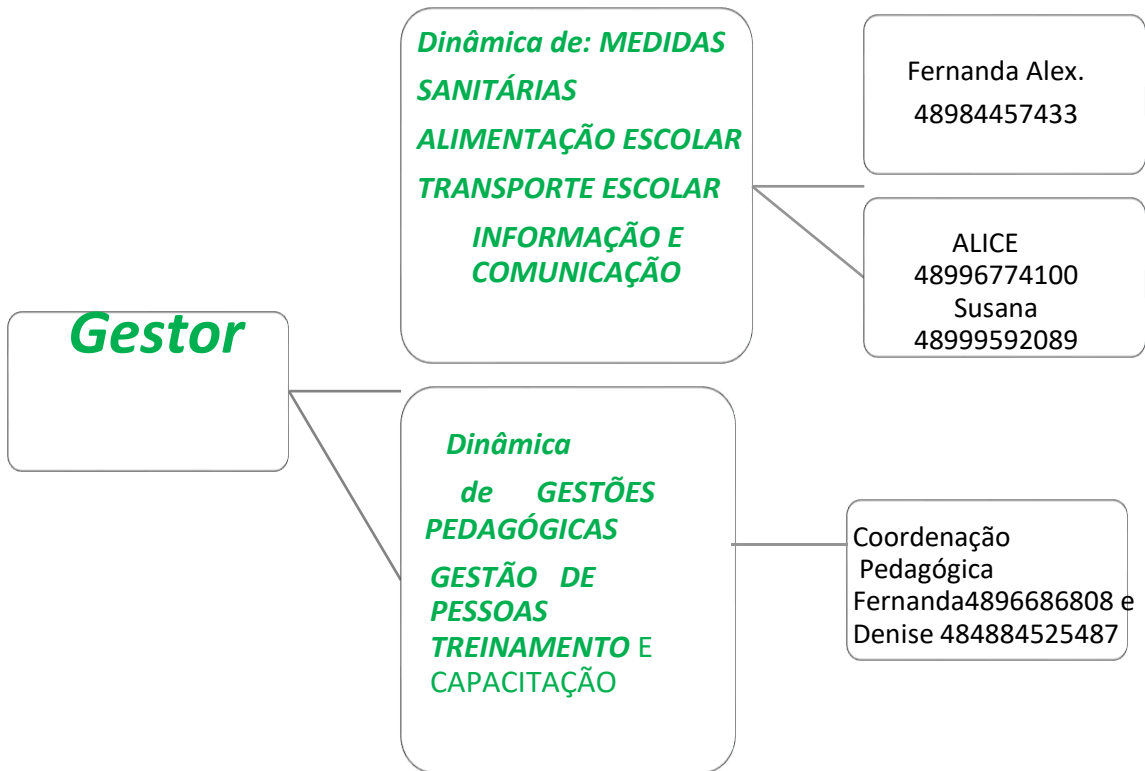 Gestor
Dinâmica de: MEDIDAS
SANITÁRIAS
ALIMENTAÇÃO ESCOLAR
TRANSPORTE ESCOLAR
INFORMAÇÃO E
COMUNICAÇÃO
Fernanda Alex.
48984457433
ALICE
48996774100
Susana
48999592089
Dinâmica
de GESTÕES
PEDAGÓGICAS
GESTÃO DE
PESSOAS
TREINAMENTO E
CAPACITAÇÃO
Coordenação
Pedagógica
Fernanda4896686808 e
Denise 484884525487